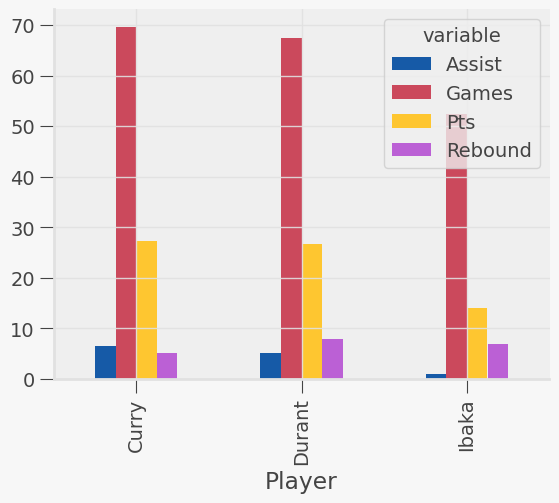 70
60
50
40
30
20
10
0
variable
Assist
Games
Pts
Rebound
Curry
Durant
Ibaka
Player